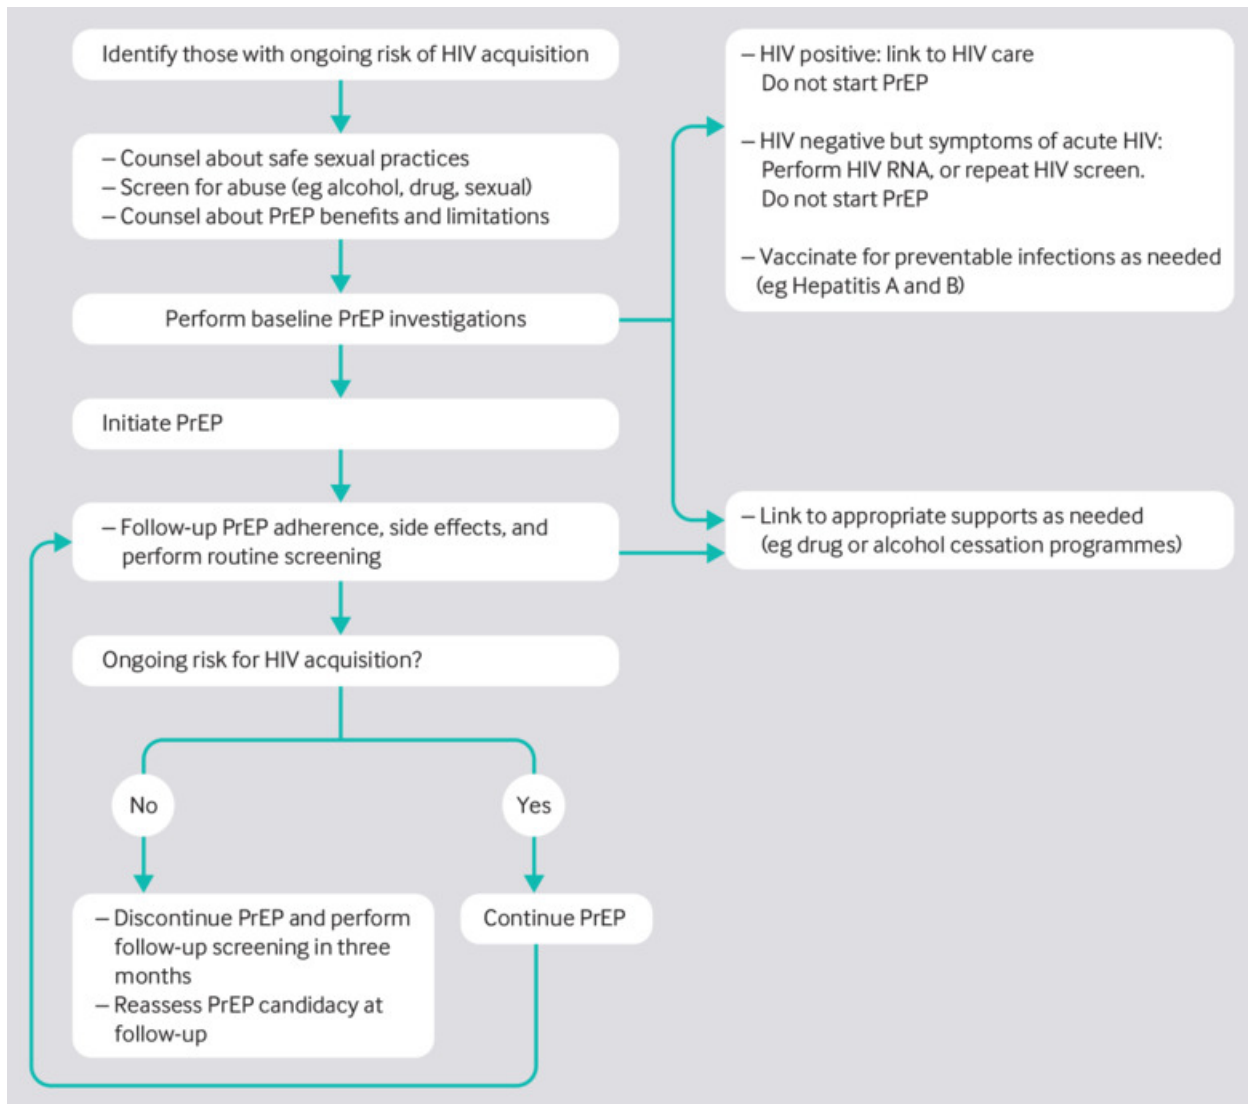 Identify those with ongoing risk of HIV acquisition
– Counsel about safe sexual practices
– Screen for abuse (eg alcohol, drug, sexual)
– Counsel about PrEP benefits and limitations
Perform baseline PrEP investigations
– HIV positive: link to HIV care
Do not start PrEP
– HIV negative but symptoms of acute HIV:
Perform HIV RNA, or repeat HIV screen.
Do not start PrEP
– Vaccinate for preventable infections as needed
(eg Hepatitis A and B)
Initiate PrEP
– Follow-up PrEP adherence, side effects, and
perform routine screening
– Link to appropriate supports as needed
(eg drug or alcohol cessation programmes)
Ongoing risk for HIV acquisition?
No
Yes
– Discontinue PrEP and perform
follow-up screening in three
months
– Reassess PrEP candidacy at
follow-up
Continue PrEP